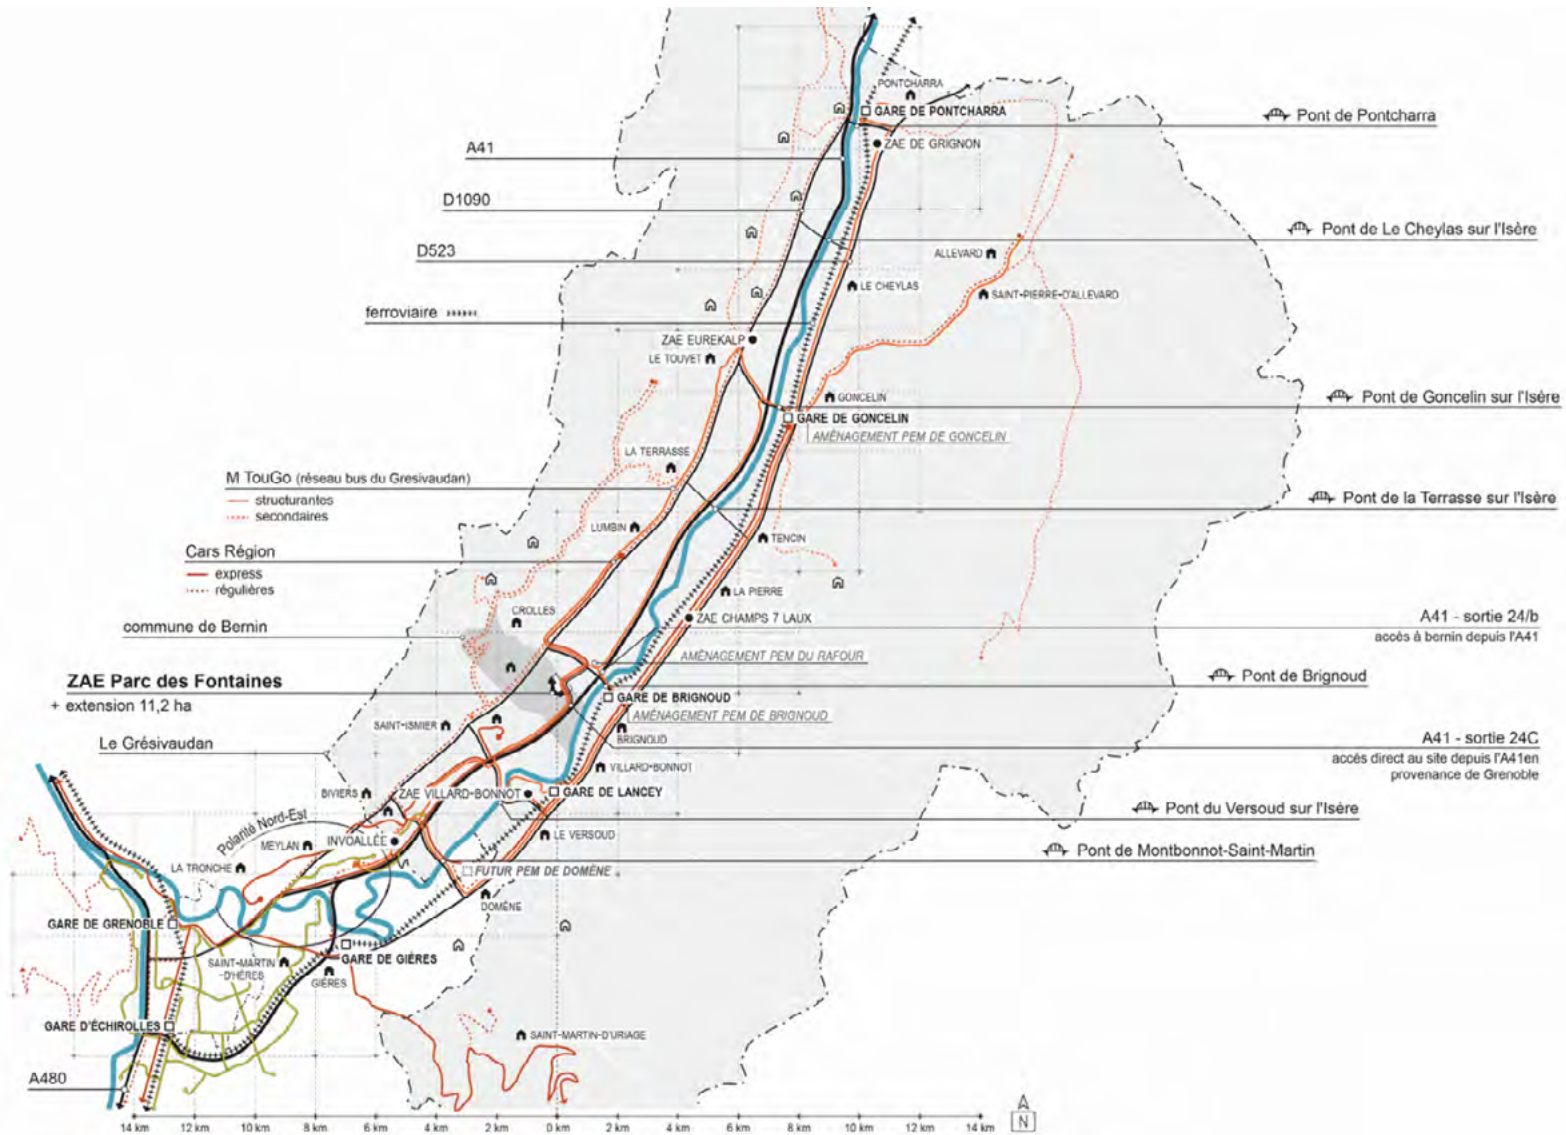 PONTCHARRA
GARE DE PONTCHARRA
Pont de Pontcharra
ZAE DE GRIGNON
A41
D1090
Pont de Le Cheylas sur l'Isère
D523
ALLEVARD
LE CHEYLAS
SAINT-PIERRE-D'ALLEVARD
ferroviaire
ZAE EUREKALP
LE TOUVET
GONCELIN
Pont de Goncelin sur l'Isère
GARE DE GONCELIN
AMÉNAGEMENT PEM DE GONCELIN
LA TERRASSE
M TouGo (réseau bus du Gresivaudan)
structurantes
secondaires
Pont de la Terrasse sur l'Isère
LUMBIN
TENCIN
Cars Région
express
régulières
LA PIERRE
CROLLES
ZAE CHAMPS 7 LAUX
A41 - sortie 24/b
accès à bernin depuis l'A41
commune de Bernin
AMÉNAGEMENT PEM DU RAFOUR
Pont de Brignoud
ZAE Parc des Fontaines
+ extension 11,2 ha
GARE DE BRIGNOUD
AMÉNAGEMENT PEM DE BRIGNOUD
SAINT-ISMIER
BRIGNOUD
Le Grésivaudan
A41 - sortie 24C
accès direct au site depuis l'A41en
provenance de Grenoble
VILLARD-BONNOT
BIVIERS
ZAE VILLARD-BONNOT
GARE DE LANCEY
Pont du Versoud sur l'Isère
Polarité Nord-Est
MEYLAN
INVOALLÉE
LE VERSOUD
Pont de Montbonnot-Saint-Martin
LA TRONCHE
FUTUR PEM DE DOMÈNE
DOMÈNE
GARE DE GRENOBLE
SAINT-MARTIN
-D'HÈRES
GARE DE GIÈRES
GIÈRES
GARE D'ÉCHIROLLES
SAINT-MARTIN-D'URIAGE
A480
N
14 km 12 km 10 km 8 km 6 km 4 km 2 km 0 km 2 km 4 km 6 km 8 km 10 km 12 km 14 km